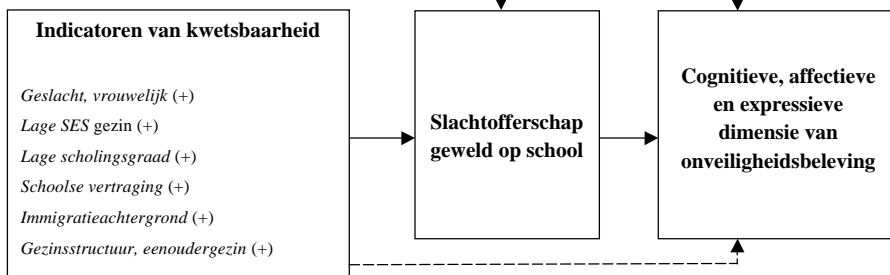 Indicatoren van kwetsbaarheid
Geslacht, vrouwelijk (+)
Lage SES gezin (+)
Lage scholingsgraad (+)
Schoolse vertraging (+)
Immigratieachtergrond (+)
Gezinsstructuur, eenoudergezin (+)
Slachtofferschap
geweld op school
Cognitieve, affectieve
en expressieve
dimensie van
onveiligheidsbeleving